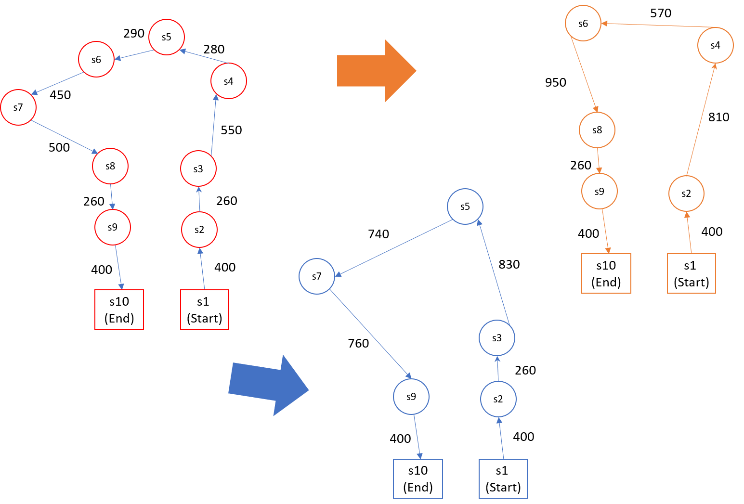 290
s5
280
s6
s4
450
s7
550
500
s8
s3
260
260
s9
s2
400
400
s10
(End)
s1
(Start)
s6
570
s4
950
s8
810
260
s9
s2
400
400
s10
(End)
s1
(Start)
s5
740
830
s7
s3
760
260
s9
s2
400
400
s10
(End)
s1
(Start)